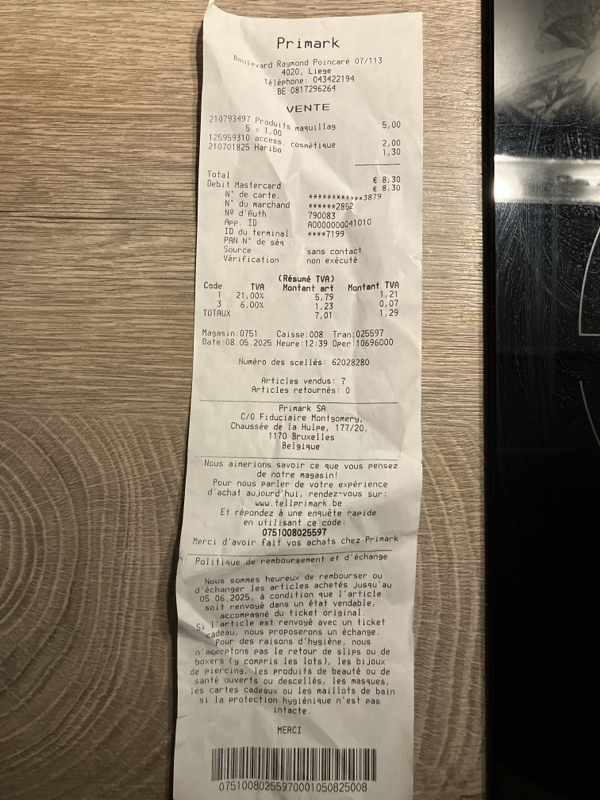 Primark
Boulevard Raymond Poincaré 07/113
4020, Liege
Téléphone: 043422194
BE 0817296264
VENTE
210793497 Produits maquillag 5,00
5 x 1,00
125959310 access. cosmétique 2,00
210701825 Haribo 1,30
Total € 8,30
Debit Mastercard € 8,30
N° de carte. ************3879
N° du marchand ******2852
Nº d'Auth 790083
App. ID A0000000041010
ID du terminal ****7199
PAN N° de séq
Source sans contact
Vérification non exécuté
(Résumé TVA)
Code TVA Montant art Montant TVA
1 21,00% 5,79 1,21
3 6,00% 1,23 0,07
TOTAUX 7,01 1,29
Magasin:0751 Caisse:008 Tran:025597
Date:08.05.2025 Heure:12:39 Oper:10696000
Numéro des scellés: 62028280
Articles vendus: 7
Articles retournés: 0
Primark SA
C/O Fiduciaire Montgomery,
Chaussée de la Hulpe, 177/20,
1170 Bruxelles
Belgique
Nous aimerions savoir ce que vous pensez
de notre magasin!
Pour nous parler de votre expérience
d'achat aujourd'hui, rendez-vous sur:
www.tellprimark.be
Et répondez à une enquête rapide
en utilisant ce code:
0751008025597
Merci d'avoir fait vos achats chez Primark
Politique de remboursement et d'échange
Nous sommes heureux de rembourser ou
d'échanger les articles achetés jusqu'au
05.06.2025, à condition que l'article
soit renvoyé dans un état vendable,
accompagné du ticket original.
Si l'article est renvoyé avec un ticket
cadeau, nous proposerons un échange.
Pour des raisons d'hygiène, nous
n'acceptons pas le retour de slips ou de
boxers (y compris les lots), les bijoux
de piercing, les produits de beauté ou de
santé ouverts ou descellés, les masques,
les cartes cadeaux ou les maillots de bain
si la protection hygiénique n'est pas
intacte.
MERCI
07510080255970001050825008